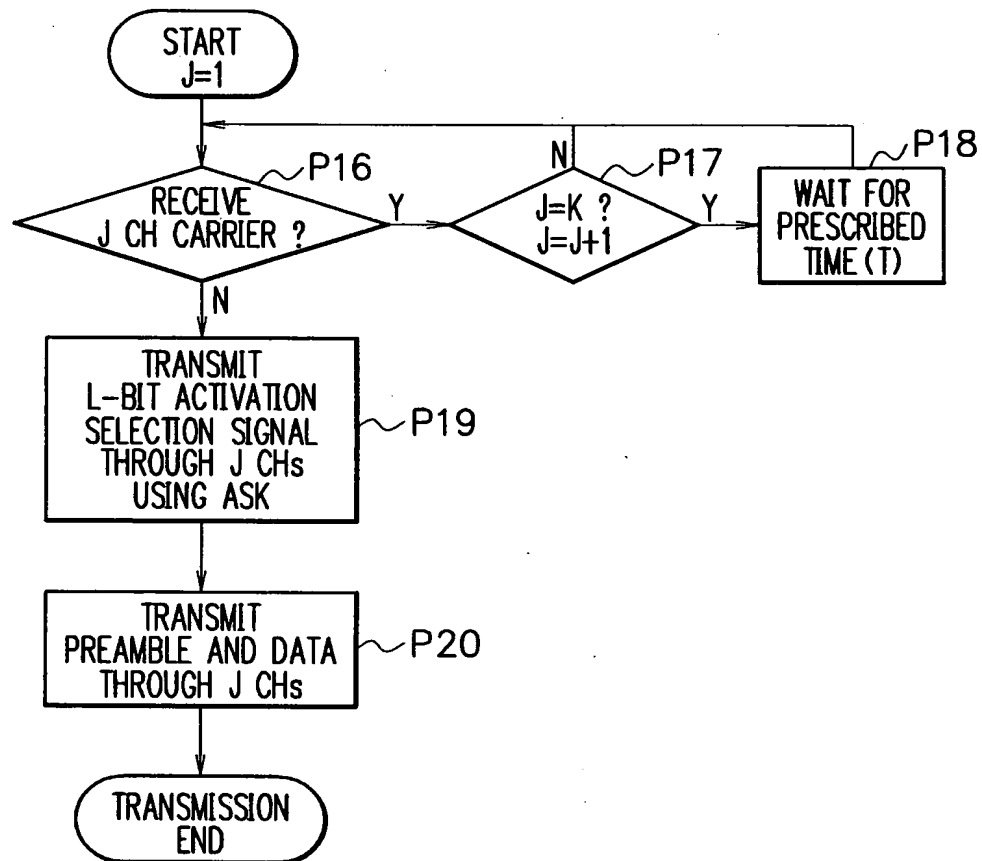 START
J=1
P16
RECEIVE
J CH CARRIER ?
Y
N
N
P17
J=K ?
J=J+1
Y
P18
WAIT FOR
PRESCRIBED
TIME (T)
TRANSMIT
L-BIT ACTIVATION
SELECTION SIGNAL
THROUGH J CHs
USING ASK
P19
TRANSMIT
PREAMBLE AND DATA
THROUGH J CHs
P20
TRANSMISSION
END